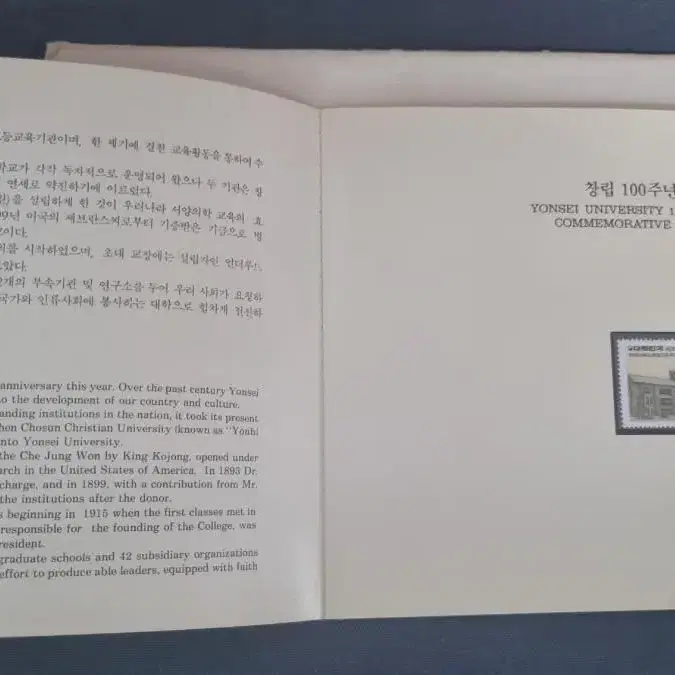 등교육기관이며, 한 세기에 걸친 교육활동을 통하여 수
학교가 각각 독자적으로 운영되어 왔으나 두 기관은 창
연세로 약진하기에 이르렀다.
을 설립하게 한 것이 우리나라 서양의학 교육의 효
99년 미국의 세브란스씨로부터 기증받은 기금으로 병
것이다.
를 시작하였으며, 초대 교장에는 설립자인 언더우드
았다.
개의 부속기관 및 연구소를 두어 우리 사회가 요청하
국가와 인류사회에 봉사하는 대학으로 힘차게 전진하
anniversary this year. Over the past century Yonsei
to the development of our country and culture.
anding institutions in the nation, it took its present
hen Chosun Christian University (known as "Yonhi
nto Yonsei University.
the Che Jung Won by King Kojong, opened under
urch in the United States of America. In 1893 Dr.
charge, and in 1899, with a contribution from Mr.
the institutions after the donor.
s beginning in 1915 when the first classes met in
responsible for the founding of the College, was
resident.
graduate schools and 42 subsidiary organizations
effort to produce able leaders, equipped with faith
창립 100주년
YONSEI UNIVERSITY 1
COMMEMORATIVE
대한민국